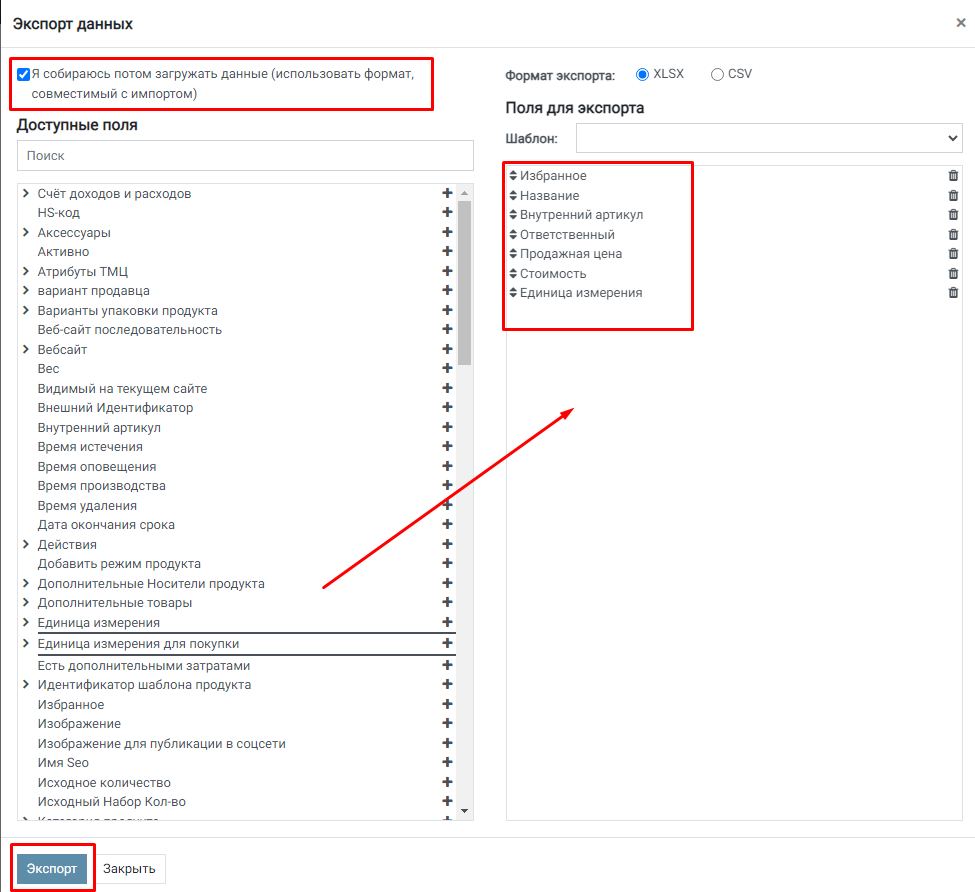 Экспорт данных
×
Я собираюсь потом загружать данные (использовать формат,
совместимый с импортом)
Доступные поля
Поиск
Счёт доходов и расходов
HS-код
Аксессуары
Активно
Атрибуты ТМЦ
вариант продавца
Варианты упаковки продукта
Веб-сайт последовательность
Вебсайт
Вес
Видимый на текущем сайте
Внешний Идентификатор
Внутренний артикул
Время истечения
Время оповещения
Время производства
Время удаления
Дата окончания срока
Действия
Добавить режим продукта
Дополнительные Носители продукта
Дополнительные товары
Единица измерения
Единица измерения для покупки
Есть дополнительными затратами
Идентификатор шаблона продукта
Избранное
Изображение
Изображение для публикации в соцсети
Имя Seo
Исходное количество
Исходный Набор Кол-во
Категория продукта
Формат экспорта: XLSX CSV
Поля для экспорта
Шаблон:
Избранное
Название
Внутренний артикул
Ответственный
Продажная цена
Стоимость
Единица измерения
Экспорт Закрыть